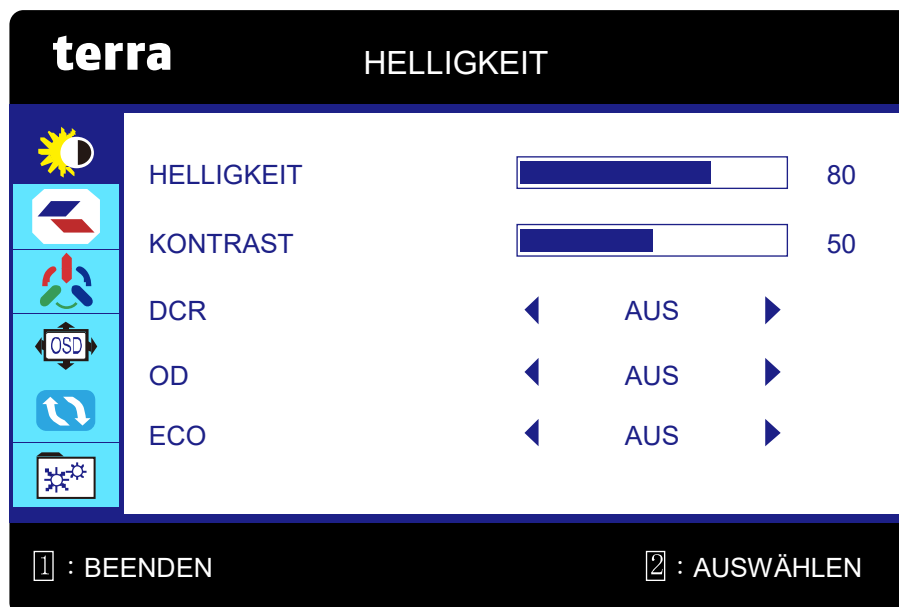 terra
HELLIGKEIT
HELLIGKEIT 80
KONTRAST 50
DCR AUS
OD AUS
OSD
ECO AUS
1 : BEENDEN 2 : AUSWÄHLEN